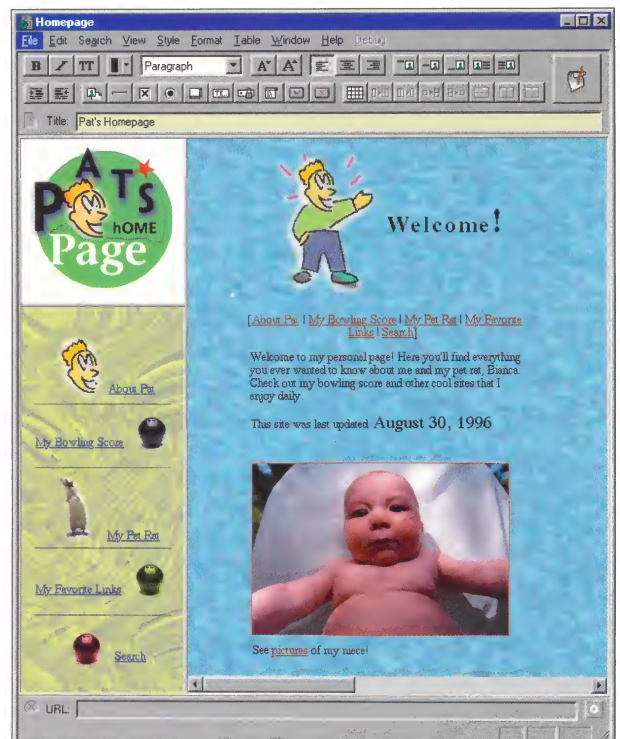 Homepage
File Edit Search View Style Format Table Window Help Debug
B I TT Paragraph A A
Title: Pat's Homepage
PATS
hOME
Page
About Pat
My Bowling Score
My Pet Rat
My Favorite Links
Search
Welcome!
[About Pat | My Bowling Score | My Pet Rat | My Favorite
Links | Search]
Welcome to my personal page! Here you'll find everything
you ever wanted to know about me and my pet rat, Bianca.
Check out my bowling score and other cool sites that I
enjoy daily.
This site was last updated August 30, 1996
See pictures of my niece!
URL: